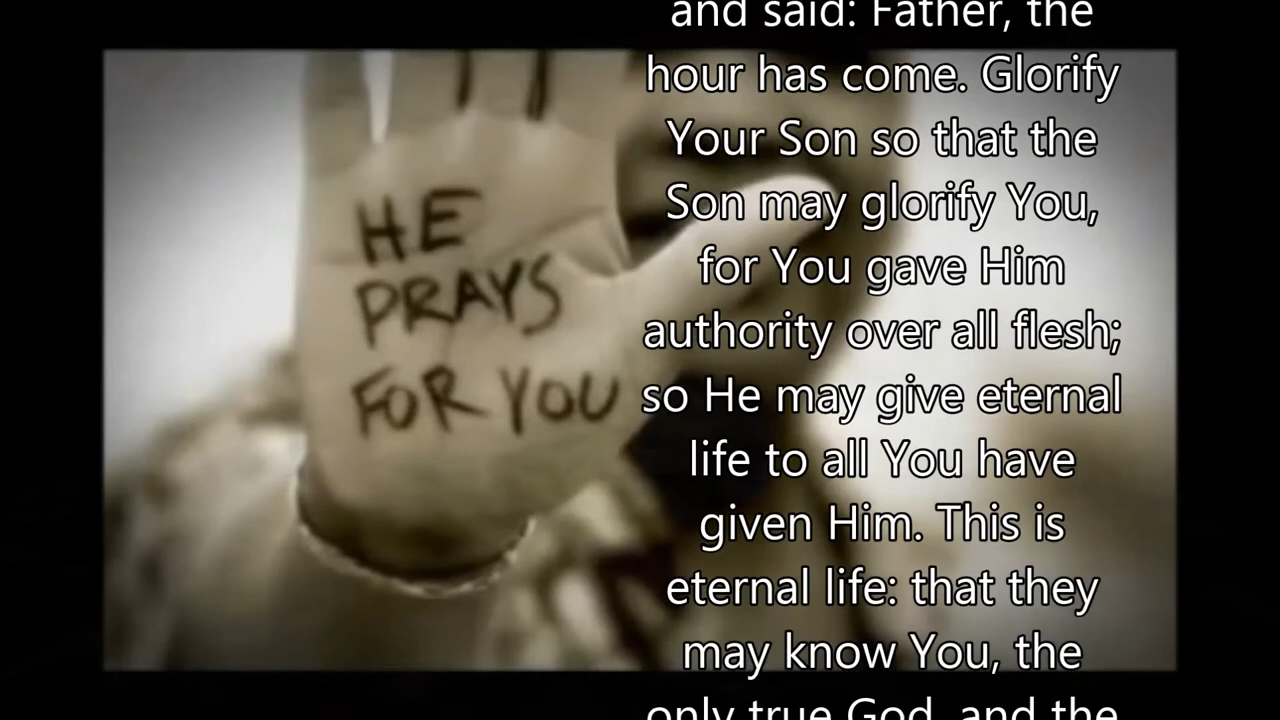 HE
PRAYS
FOR YOU
and said: Father, the
hour has come. Glorify
Your Son so that the
Son may glorify You,
for You gave Him
authority over all flesh;
so He may give eternal
life to all You have
given Him. This is
eternal life: that they
may know You, the
only true God, and the